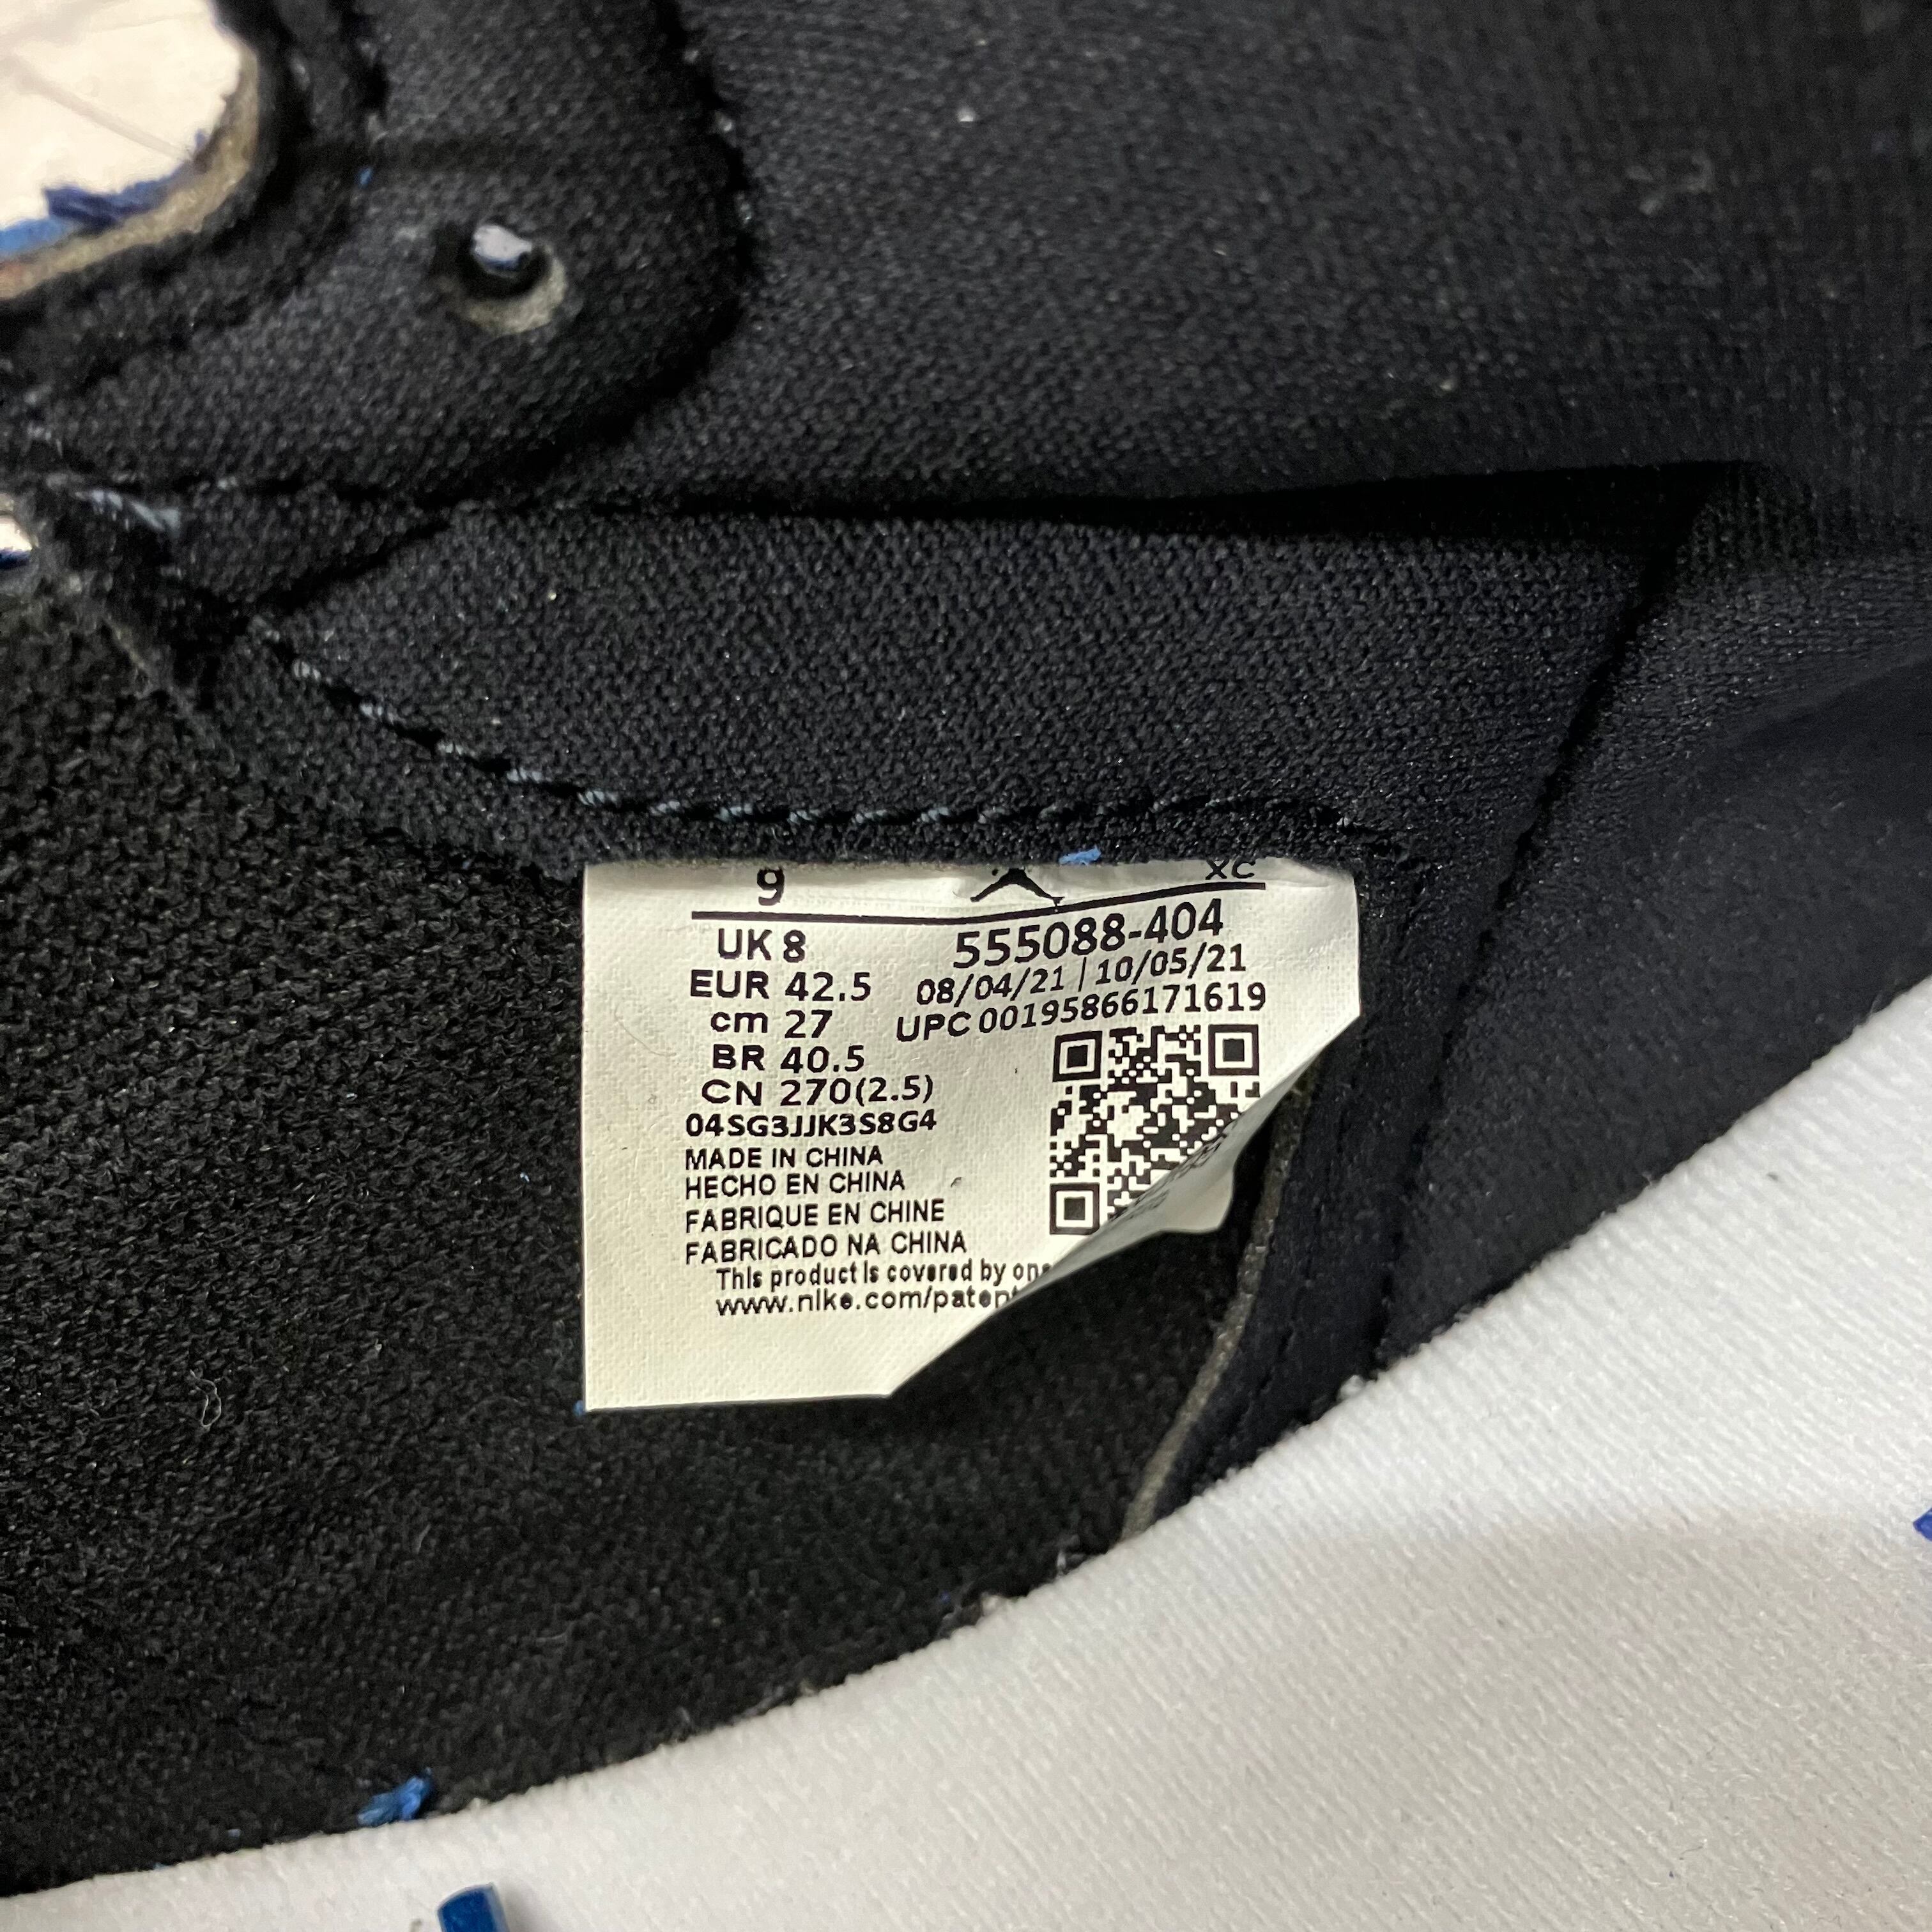 9 XC
UK 8 555088-404
EUR 42.5 08/04/21 | 10/05/21
cm 27 UPC 00195866171619
BR 40.5
CN 270(2.5)
04SG3JJK3S8G4
MADE IN CHINA
HECHO EN CHINA
FABRIQUE EN CHINE
FABRICADO NA CHINA
This product is covered by one
www.nike.com/patent